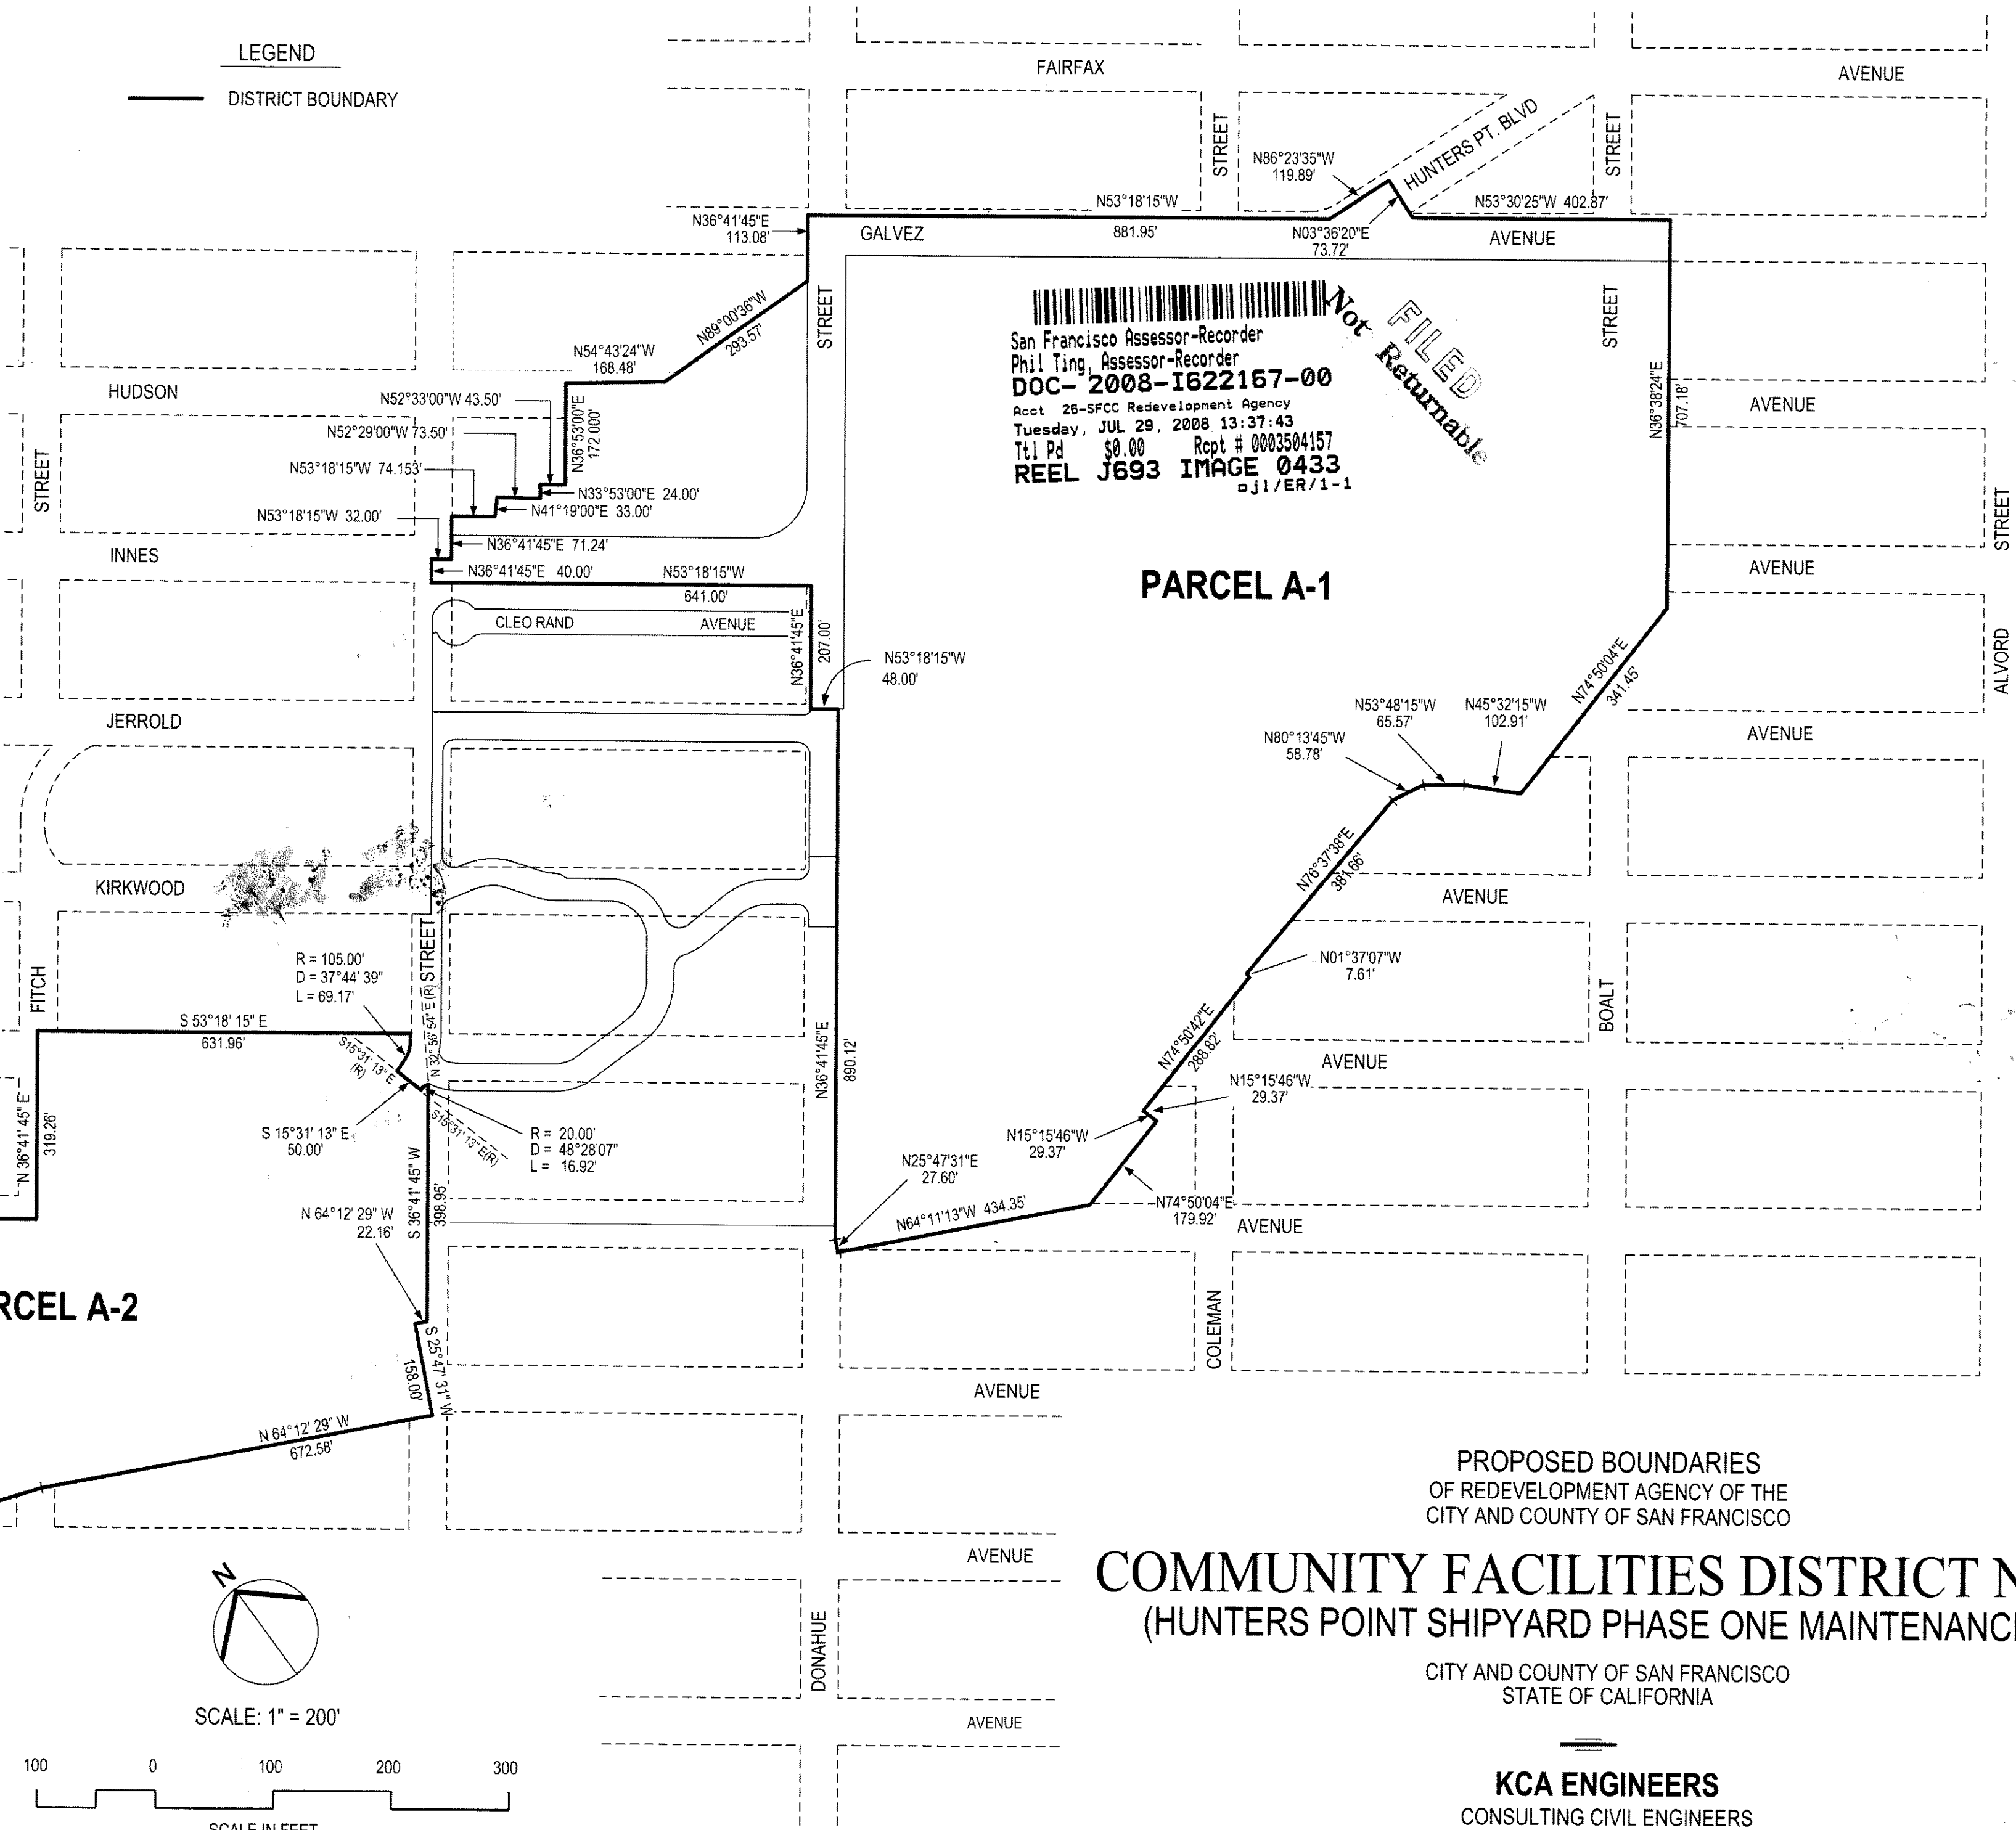 LEGEND
DISTRICT BOUNDARY
FAIRFAX
AVENUE
STREET
HUNTERS PT. BLVD
STREET
N86°23'35"W
119.89'
N36°41'45"E
113.08'
GALVEZ
N53°18'15"W
881.95'
N03°36'20"E
73.72'
N53°30'25"W 402.87'
AVENUE
N89°00'36"W
293.57'
STREET
STREET
N54°43'24"W
168.48'
San Francisco Assessor-Recorder
Phil Ting, Assessor-Recorder
DOC- 2008-I622167-00
Acct 26-SFCC Redevelopment Agency
Tuesday, JUL 29, 2008 13:37:43
Ttl Pd $0.00 Rcpt # 0003504157
REEL J693 IMAGE 0433
ojl/ER/1-1
FILED
Not Returnable
N36°38'24"E
707.18'
HUDSON
AVENUE
N52°33'00"W 43.50'
N36°53'00"E
172.000'
N52°29'00"W 73.50'
N53°18'15"W 74.153'
N33°53'00"E 24.00'
N41°19'00"E 33.00'
STREET
N53°18'15"W 32.00'
N36°41'45"E 71.24'
STREET
INNES
N36°41'45"E 40.00'
N53°18'15"W
641.00'
PARCEL A-1
AVENUE
CLEO RAND
AVENUE
N36°41'45"E
207.00'
N53°18'15"W
48.00'
N74°50'04"E
341.45'
ALVORD
JERROLD
N53°48'15"W
65.57'
N45°32'15"W
102.91'
AVENUE
N80°13'45"W
58.78'
N76°37'38"E
381.66'
KIRKWOOD
AVENUE
STREET
R = 105.00'
D = 37°44' 39"
L = 69.17'
FITCH
N01°37'07"W
7.61'
BOALT
N 32° 56' 54" E (R)
S 53°18' 15" E
631.96'
S15°31' 13" E
(R)
N36°41'45"E
890.12'
N74°50'42"E
288.82'
AVENUE
N 36°41' 45" E
319.26'
S 15°31' 13" E
50.00'
S15°31' 13" E(R)
R = 20.00'
D = 48°28'07"
L = 16.92'
N15°15'46"W
29.37'
N15°15'46"W
29.37'
S 36°41' 45" W
398.95'
N25°47'31"E
27.60'
N 64°12' 29" W
22.16'
N64°11'13"W 434.35'
N74°50'04"E
179.92'
AVENUE
RCEL A-2
COLEMAN
S 25°47' 31" W
158.00'
AVENUE
N 64°12' 29" W
672.58'
PROPOSED BOUNDARIES
OF REDEVELOPMENT AGENCY OF THE
CITY AND COUNTY OF SAN FRANCISCO
AVENUE
COMMUNITY FACILITIES DISTRICT N
(HUNTERS POINT SHIPYARD PHASE ONE MAINTENANC
N
DONAHUE
CITY AND COUNTY OF SAN FRANCISCO
STATE OF CALIFORNIA
SCALE: 1" = 200'
AVENUE
100 0 100 200 300
SCALE IN FEET
KCA ENGINEERS
CONSULTING CIVIL ENGINEERS